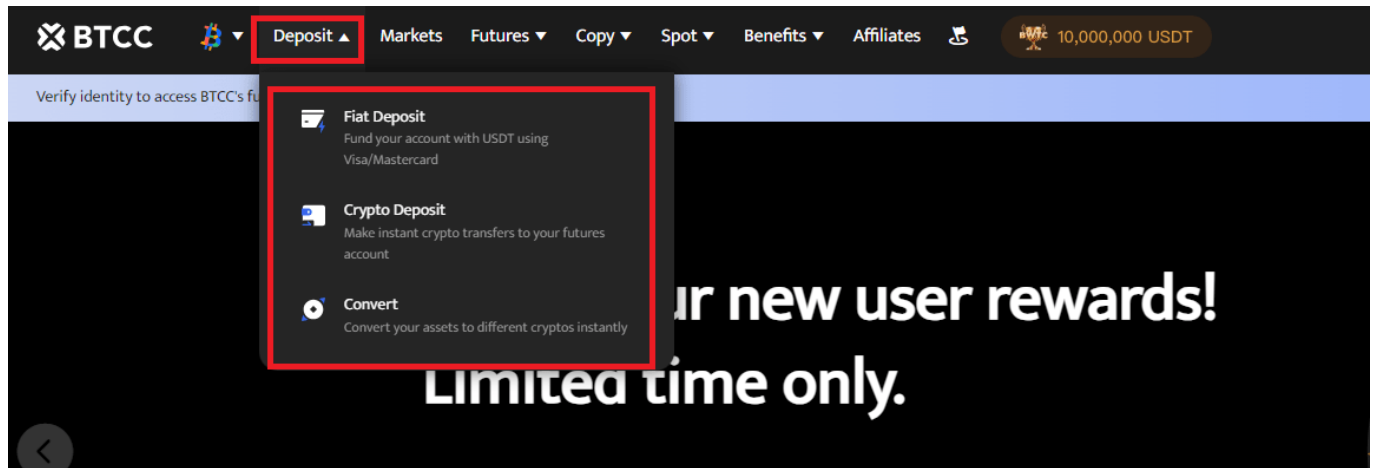 BTCC Deposit Markets Futures Copy Spot Benefits Affiliates 10,000,000 USDT
Verify identity to access BTCC's fu
Fiat Deposit
Fund your account with USDT using
Visa/Mastercard
Crypto Deposit
Make instant crypto transfers to your futures
account
Convert
Convert your assets to different cryptos instantly
ur new user rewards!
Limited time only.